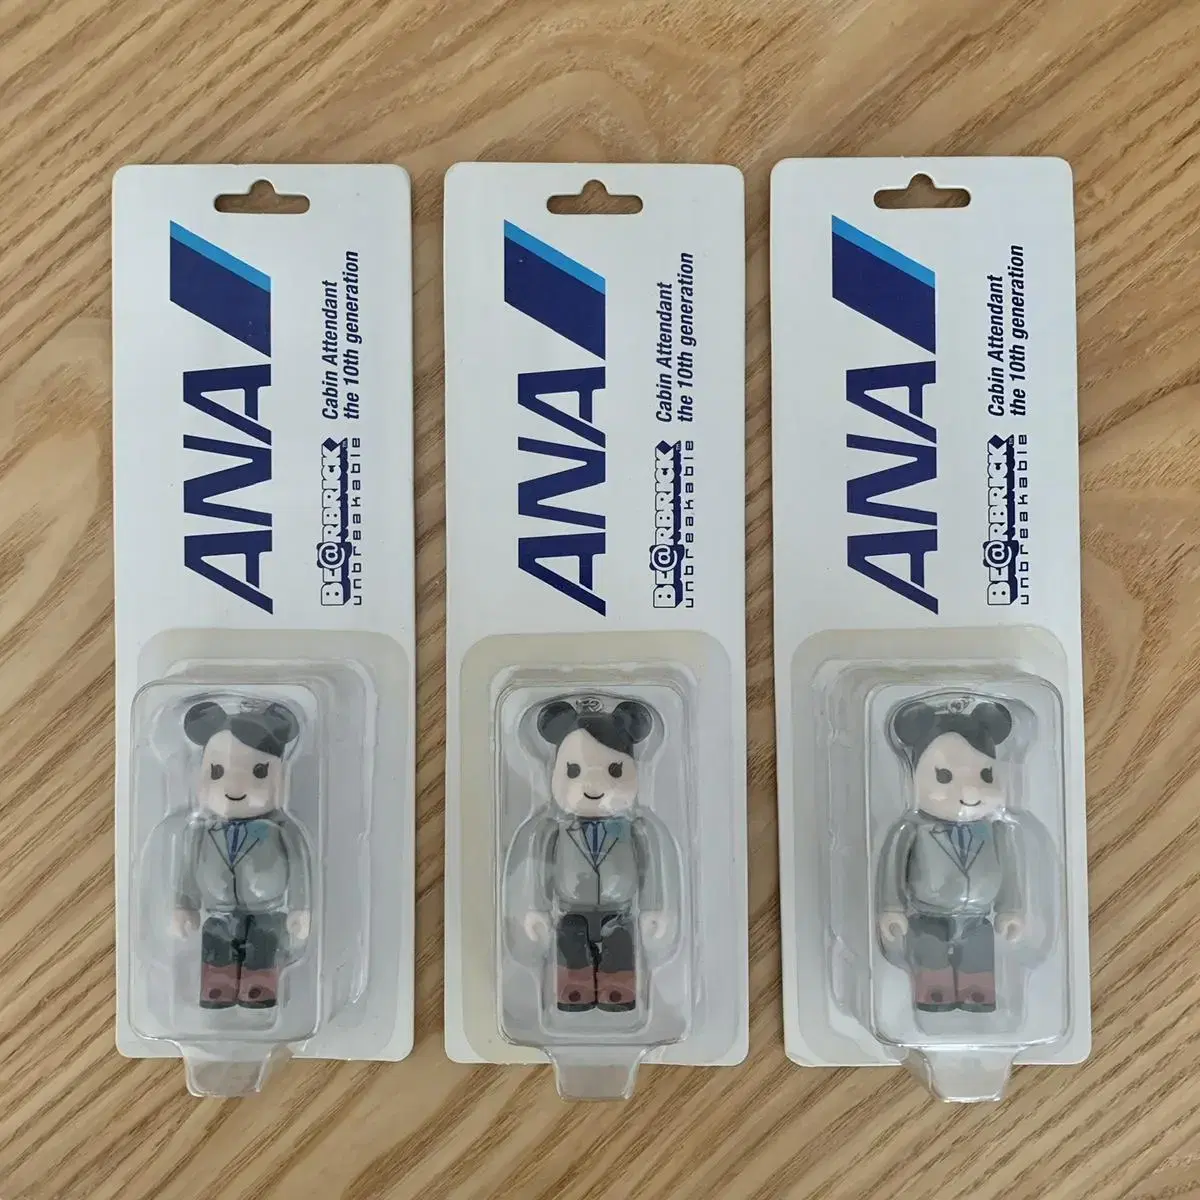 ANA
Cabin Attendant
the 10th generation
BE@RBRICK
unbreakable
ANA
Cabin Attendant
the 10th generation
BE@RBRICK
unbreakable
ANA
Cabin Attendant
the 10th generation
BE@RBRICK
unbreakable